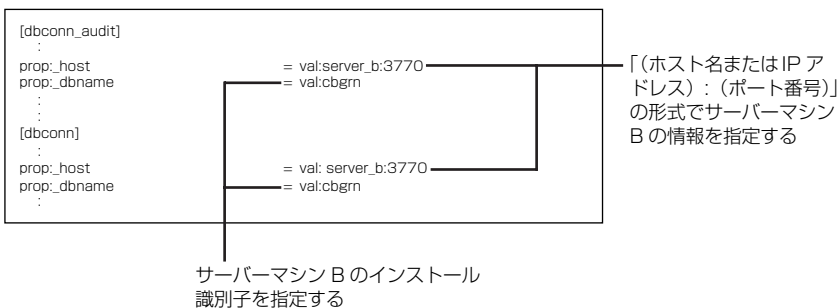 [dbconn_audit]
:
prop:_host = val:server_b:3770
prop:_dbname = val:cbgrn
:
:
[dbconn]
:
prop:_host = val: server_b:3770
prop:_dbname = val:cbgrn
:
「（ホスト名またはIP ア
ドレス）：（ポート番号）」
の形式でサーバーマシン
B の情報を指定する
サーバーマシン B のインストール
識別子を指定する